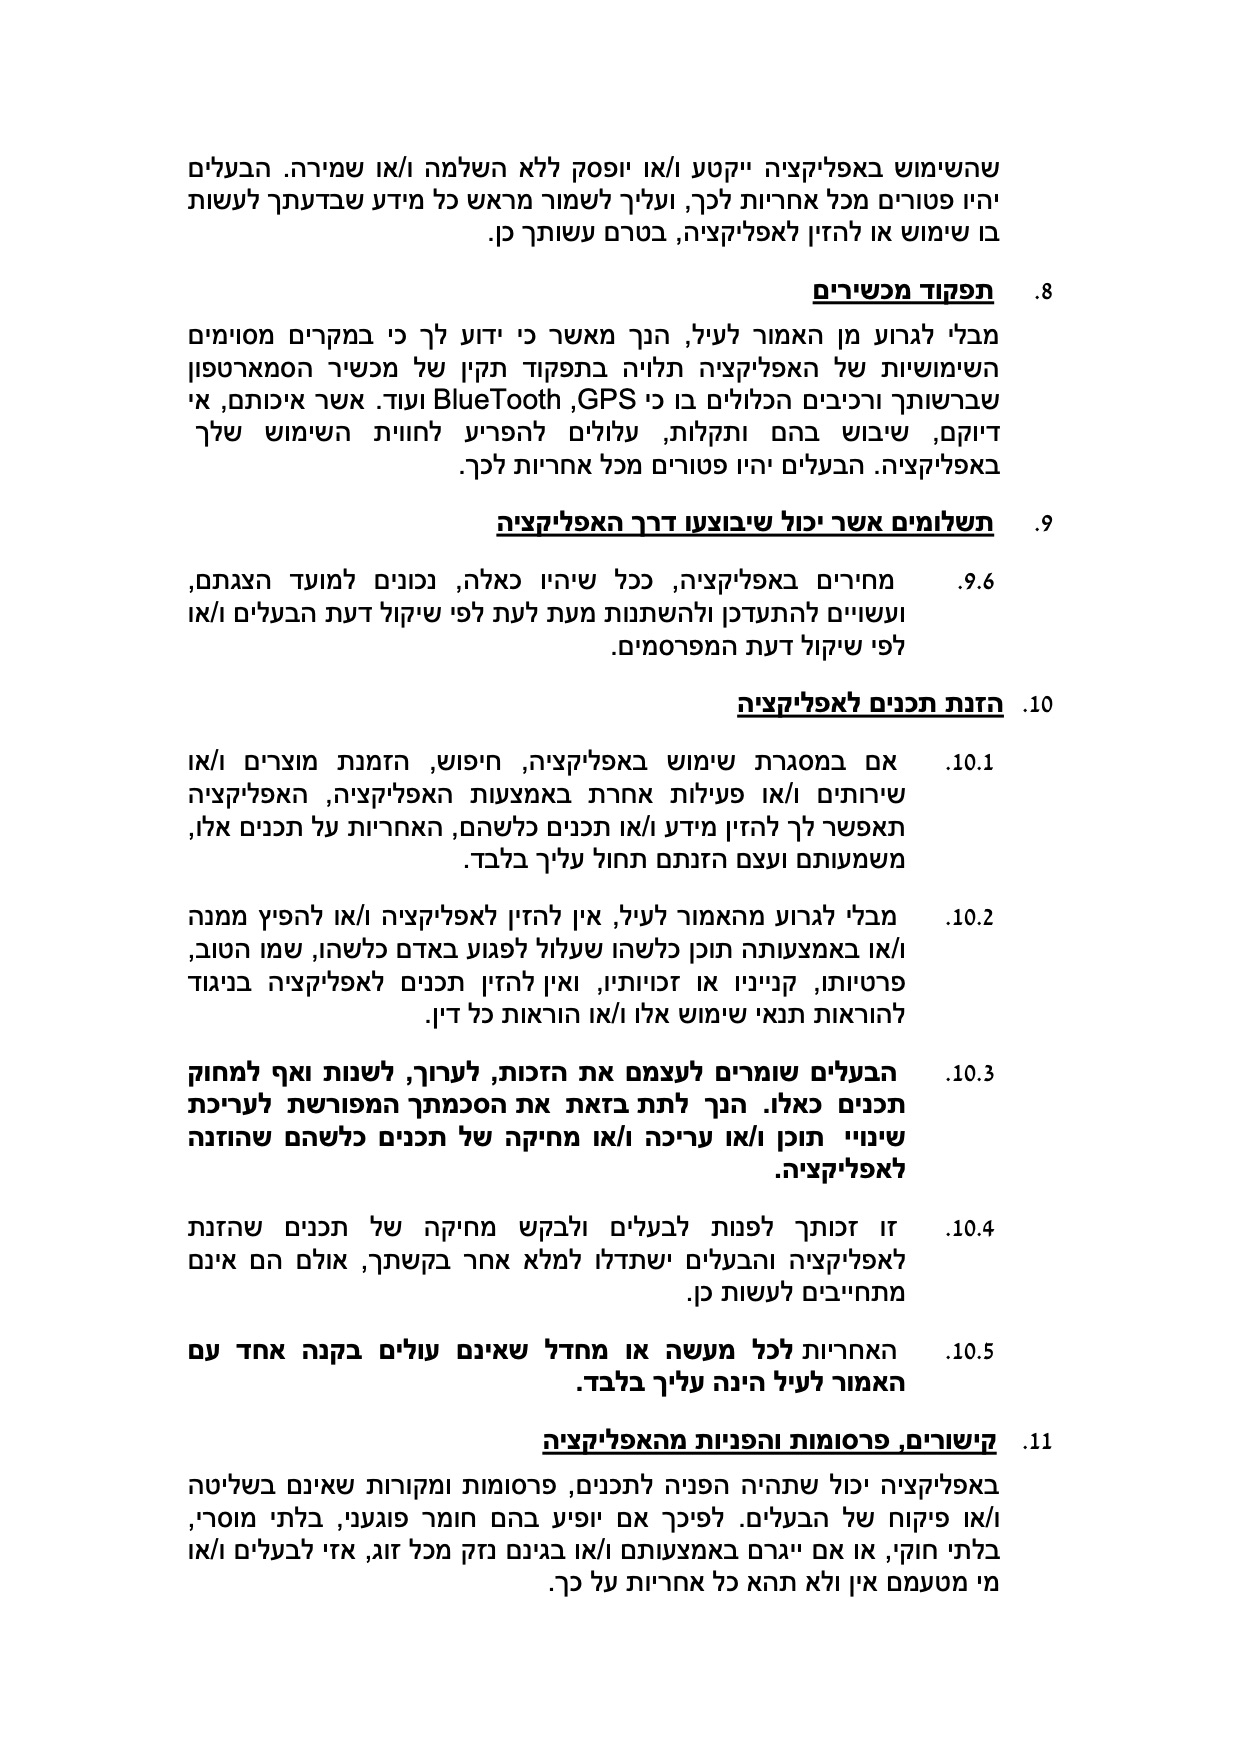 שהשימוש באפליקציה ייקטע ו/או יופסק ללא השלמה ו/או שמירה. הבעלים
יהיו פטורים מכל אחריות לכך, ועליך לשמור מראש כל מידע שבדעתך לעשות
בו שימוש או להזין לאפליקציה, בטרם עשותך כן.
8. תפקוד מכשירים
מבלי לגרוע מן האמור לעיל, הנך מאשר כי ידוע לך כי במקרים מסוימים
השימושיות של האפליקציה תלויה בתפקוד תקין של מכשיר הסמארטפון
שברשותך ורכיבים הכלולים בו כי BlueTooth ,GPS ועוד. אשר איכותם, אי
דיוקם, שיבוש בהם ותקלות, עלולים להפריע לחווית השימוש שלך
באפליקציה. הבעלים יהיו פטורים מכל אחריות לכך.
9. תשלומים אשר יכול שיבוצעו דרך האפליקציה
9.6. מחירים באפליקציה, ככל שיהיו כאלה, נכונים למועד הצגתם,
ועשויים להתעדכן ולהשתנות מעת לעת לפי שיקול דעת הבעלים ו/או
לפי שיקול דעת המפרסמים.
10. הזנת תכנים לאפליקציה
10.1. אם במסגרת שימוש באפליקציה, חיפוש, הזמנת מוצרים ו/או
שירותים ו/או פעילות אחרת באמצעות האפליקציה, האפליקציה
תאפשר לך להזין מידע ו/או תכנים כלשהם, האחריות על תכנים אלו,
משמעותם ועצם הזנתם תחול עליך בלבד.
10.2. מבלי לגרוע מהאמור לעיל, אין להזין לאפליקציה ו/או להפיץ ממנה
ו/או באמצעותה תוכן כלשהו שעלול לפגוע באדם כלשהו, שמו הטוב,
פרטיותו, קנייניו או זכויותיו, ואין להזין תכנים לאפליקציה בניגוד
להוראות תנאי שימוש אלו ו/או הוראות כל דין.
10.3. הבעלים שומרים לעצמם את הזכות, לערוך, לשנות ואף למחוק
תכנים כאלו. הנך לתת בזאת את הסכמתך המפורשת לעריכת
שינויי תוכן ו/או עריכה ו/או מחיקה של תכנים כלשהם שהוזנה
לאפליקציה.
10.4. זו זכותך לפנות לבעלים ולבקש מחיקה של תכנים שהזנת
לאפליקציה והבעלים ישתדלו למלא אחר בקשתך, אולם הם אינם
מתחייבים לעשות כן.
10.5. האחריות לכל מעשה או מחדל שאינם עולים בקנה אחד עם
האמור לעיל הינה עליך בלבד.
11. קישורים, פרסומות והפניות מהאפליקציה
באפליקציה יכול שתהיה הפניה לתכנים, פרסומות ומקורות שאינם בשליטה
ו/או פיקוח של הבעלים. לפיכך אם יופיע בהם חומר פוגעני, בלתי מוסרי,
בלתי חוקי, או אם ייגרם באמצעותם ו/או בגינם נזק מכל זוג, אזי לבעלים ו/או
מי מטעמם אין ולא תהא כל אחריות על כך.